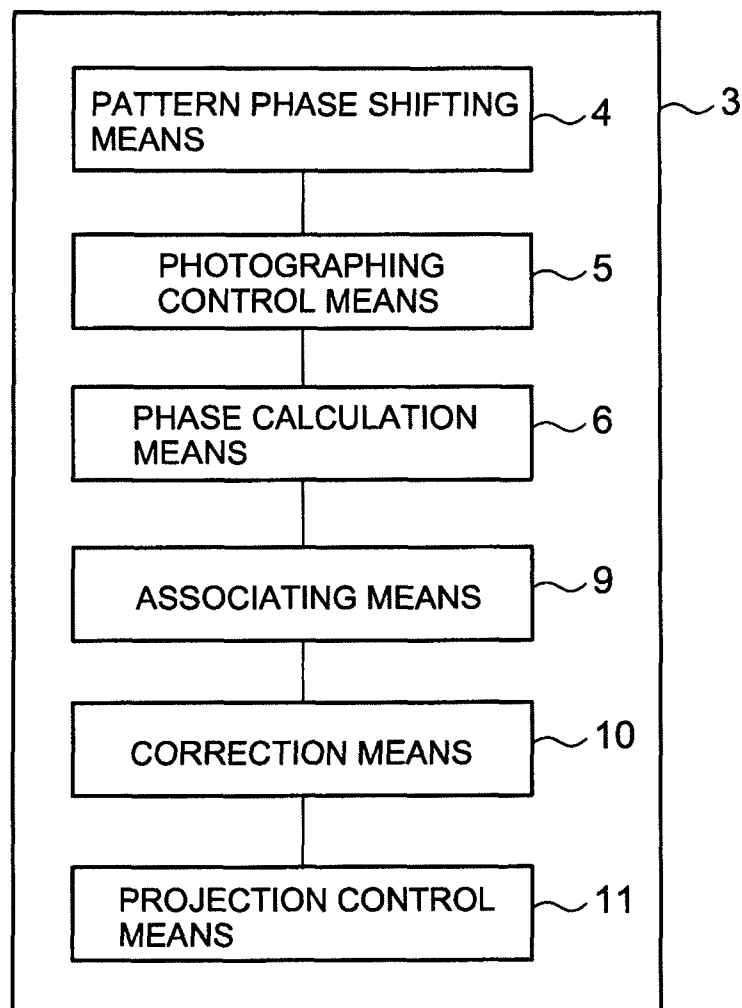 PATTERN PHASE SHIFTING
MEANS
4
3
PHOTOGRAPHING
CONTROL MEANS
5
PHASE CALCULATION
MEANS
6
ASSOCIATING MEANS
9
CORRECTION MEANS
10
PROJECTION CONTROL
MEANS
11